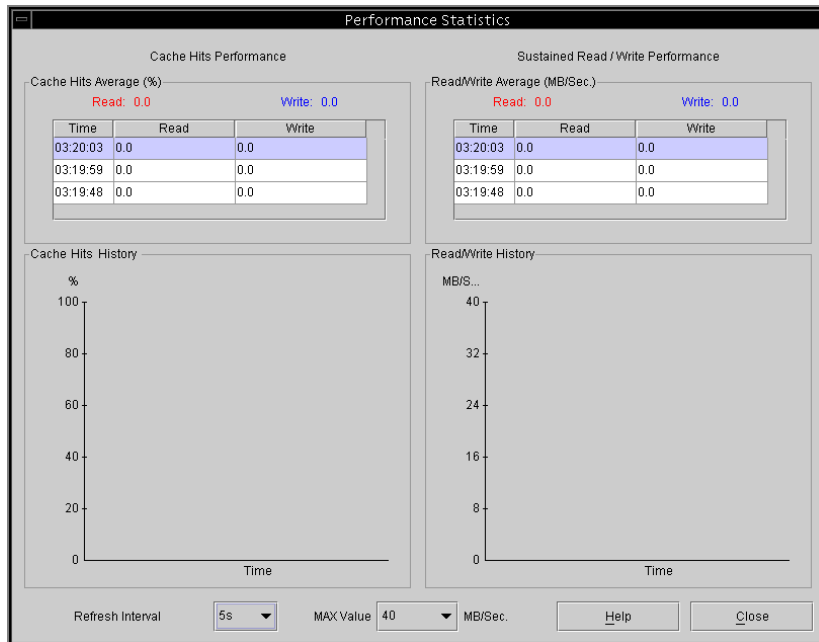 Performance Statistics
Cache Hits Performance
Sustained Read / Write Performance
Cache Hits Average (%)
Read: 0.0 Write: 0.0
Time Read Write
03:20:03 0.0 0.0
03:19:59 0.0 0.0
03:19:48 0.0 0.0
Read/Write Average (MB/Sec.)
Read: 0.0 Write: 0.0
Time Read Write
03:20:03 0.0 0.0
03:19:59 0.0 0.0
03:19:48 0.0 0.0
Cache Hits History
%
100
80
60
40
20
0
Time
Read/Write History
MB/S...
40
32
24
16
8
0
Time
Refresh Interval 5s MAX Value 40 MB/Sec. Help Close